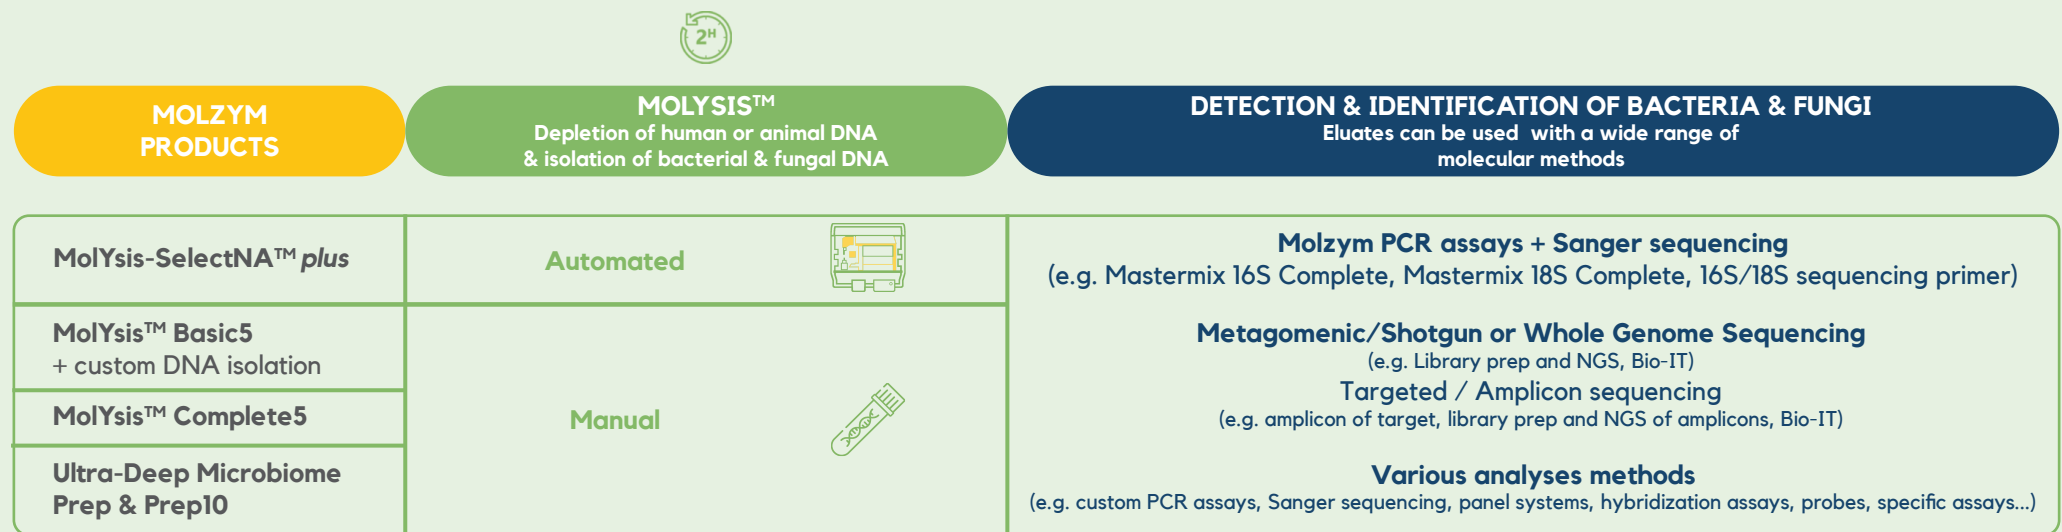 2H
MOLZYM
PRODUCTS
MOLYSIS™
Depletion of human or animal DNA
& isolation of bacterial & fungal DNA
DETECTION & IDENTIFICATION OF BACTERIA & FUNGI
Eluates can be used with a wide range of
molecular methods
MolYsis-SelectNA™ plus
Automated
MolYsis™ Basic5
+ custom DNA isolation
MolYsis™ Complete5
Ultra-Deep Microbiome
Prep & Prep10
Manual
Molzym PCR assays + Sanger sequencing
(e.g. Mastermix 16S Complete, Mastermix 18S Complete, 16S/18S sequencing primer)
Metagomenic/Shotgun or Whole Genome Sequencing
(e.g. Library prep and NGS, Bio-IT)
Targeted / Amplicon sequencing
(e.g. amplicon of target, library prep and NGS of amplicons, Bio-IT)
Various analyses methods
(e.g. custom PCR assays, Sanger sequencing, panel systems, hybridization assays, probes, specific assays...)